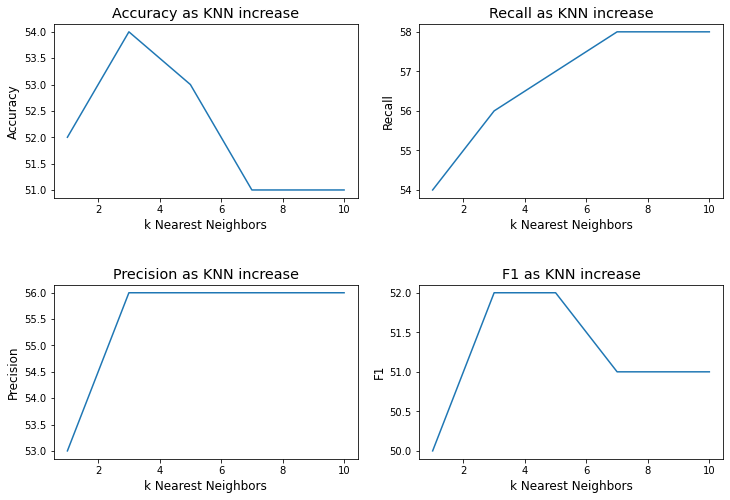 Accuracy as KNN increase
54.0
53.5
53.0
52.5
52.0
51.5
51.0
Accuracy
2 4 6 8 10
k Nearest Neighbors
Recall as KNN increase
58
57
56
55
54
Recall
2 4 6 8 10
k Nearest Neighbors
Precision as KNN increase
56.0
55.5
55.0
54.5
54.0
53.5
53.0
Precision
2 4 6 8 10
k Nearest Neighbors
F1 as KNN increase
52.0
51.5
51.0
50.5
50.0
F1
2 4 6 8 10
k Nearest Neighbors